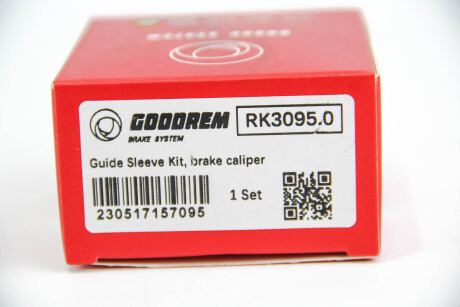 GOODREM
BRAKE SYSTEM
RK3095.0
Guide Sleeve Kit, brake caliper
1 Set
230517157095